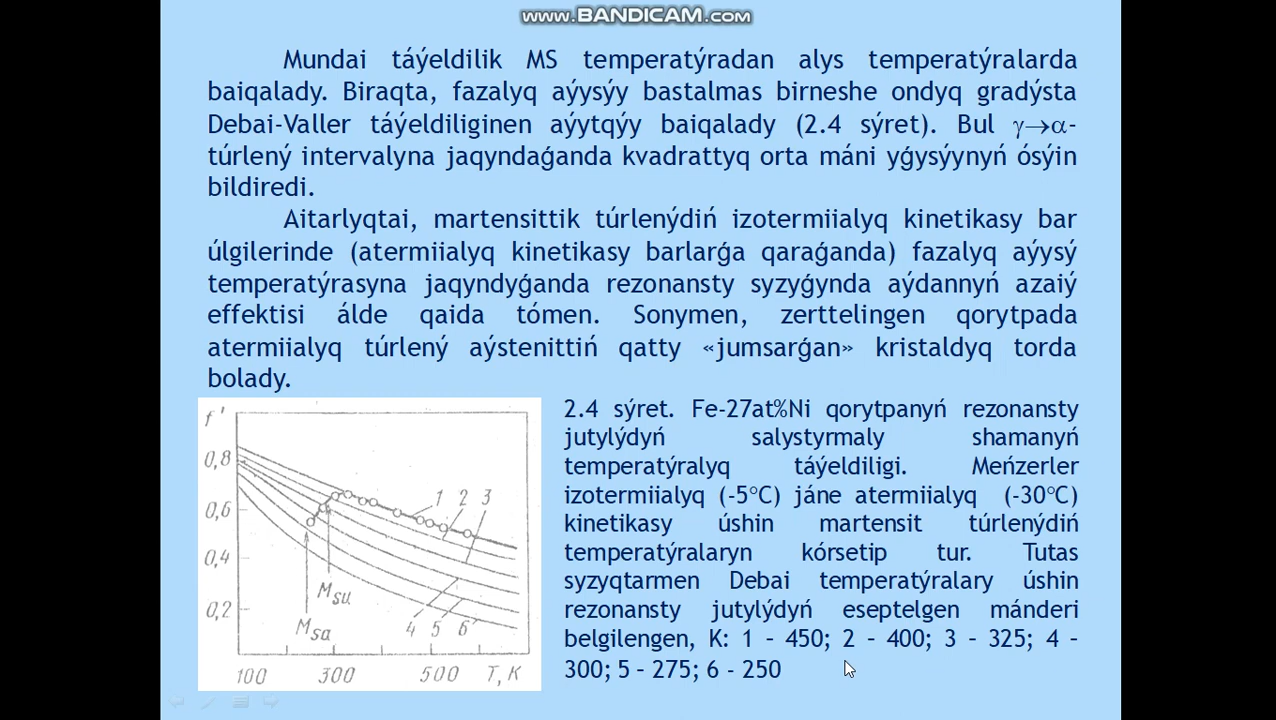 www.BANDICAM.com
Mundai táýeldilik MS temperatýradan alys temperatýralarda
baiqalady. Biraqta, fazalyq aýysýy bastalmas birneshe ondyq gradýsta
Debai-Valler táýeldiliginen aýytqýy baiqalady (2.4 sýret). Bul γ→α-
túrlený intervalyna jaqyndaǵanda kvadrattyq orta máni yǵysýynyń ósýin
bildiredi.
Aitarlyqtai, martensittik túrlenýdiń izotermiialyq kinetikasy bar
úlgilerinde (atermiialyq kinetikasy barlarǵa qaraǵanda) fazalyq aýysý
temperatýrasyna jaqyndyǵanda rezonansty syzyǵynda aýdannyń azaiý
effektisi álde qaida tómen. Sonymen, zerttelingen qorytpada
atermiialyq túrlený aýstenittiń qatty «jumsarǵan» kristaldyq torda
bolady.
f'
0,8
0,6
0,4
0,2
1 2 3
Msu.
Msa
4 5 6
100 300 500 T, K
2.4 sýret. Fe-27at%Ni qorytpanyń rezonansty
jutylýdyń salystyrmaly shamanyń
temperatýralyq táýeldiligi. Meńzerler
izotermiialyq (-5°C) jáne atermiialyq (-30°C)
kinetikasy úshin martensit túrlenýdiń
temperatýralaryn kórsetip tur. Tutas
syzyqtarmen Debai temperatýralary úshin
rezonansty jutylýdyń eseptelgen mánderi
belgilengen, K: 1 – 450; 2 – 400; 3 – 325; 4 –
300; 5 – 275; 6 - 250